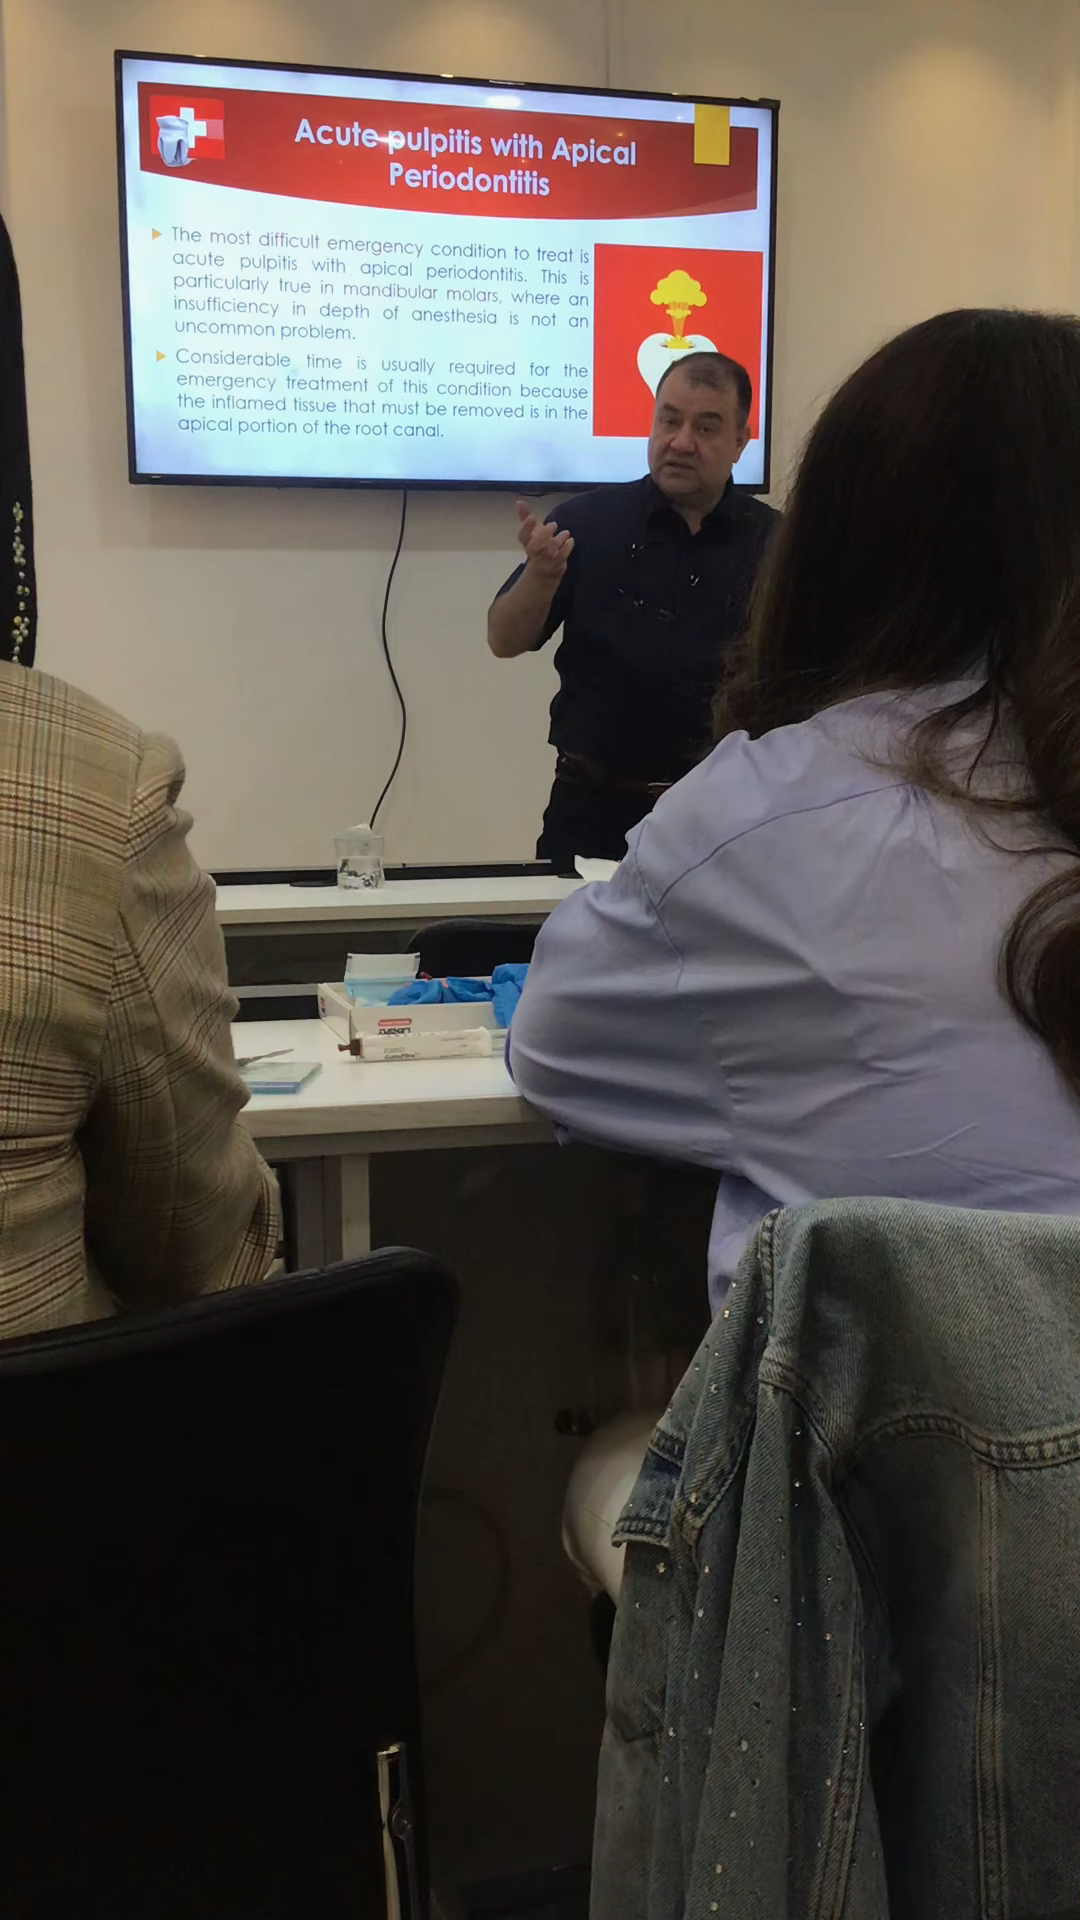 Acute pulpitis with Apical
Periodontitis
The most difficult emergency condition to treat is
acute pulpitis with apical periodontitis. This is
particularly true in mandibular molars, where an
insufficiency in depth of anesthesia is not an
uncommon problem.
Considerable time is usually required for the
emergency treatment of this condition because
the inflamed tissue that must be removed is in the
apical portion of the root canal.